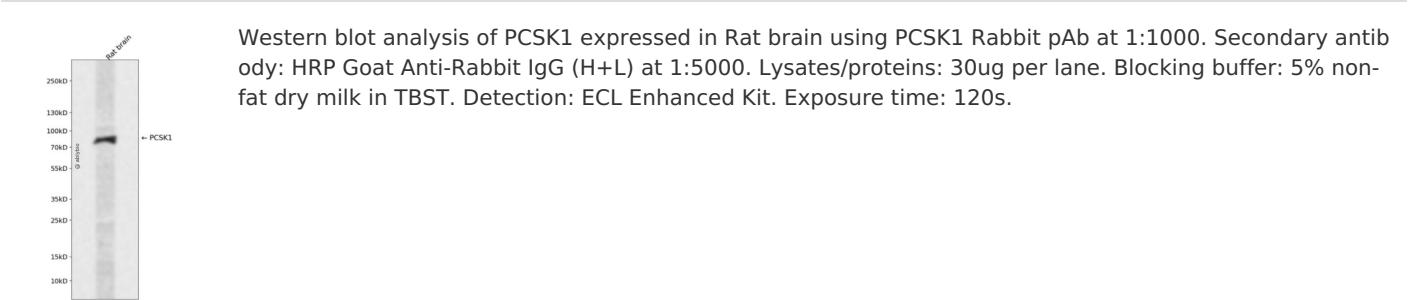 Rat brain
Western blot analysis of PCSK1 expressed in Rat brain using PCSK1 Rabbit pAb at 1:1000. Secondary antib
ody: HRP Goat Anti-Rabbit IgG (H+L) at 1:5000. Lysates/proteins: 30ug per lane. Blocking buffer: 5% non-
fat dry milk in TBST. Detection: ECL Enhanced Kit. Exposure time: 120s.
250kD
130kD
100kD
← PCSK1
70kD
@ abybio
55kD
35kD
25kD
15kD
10kD